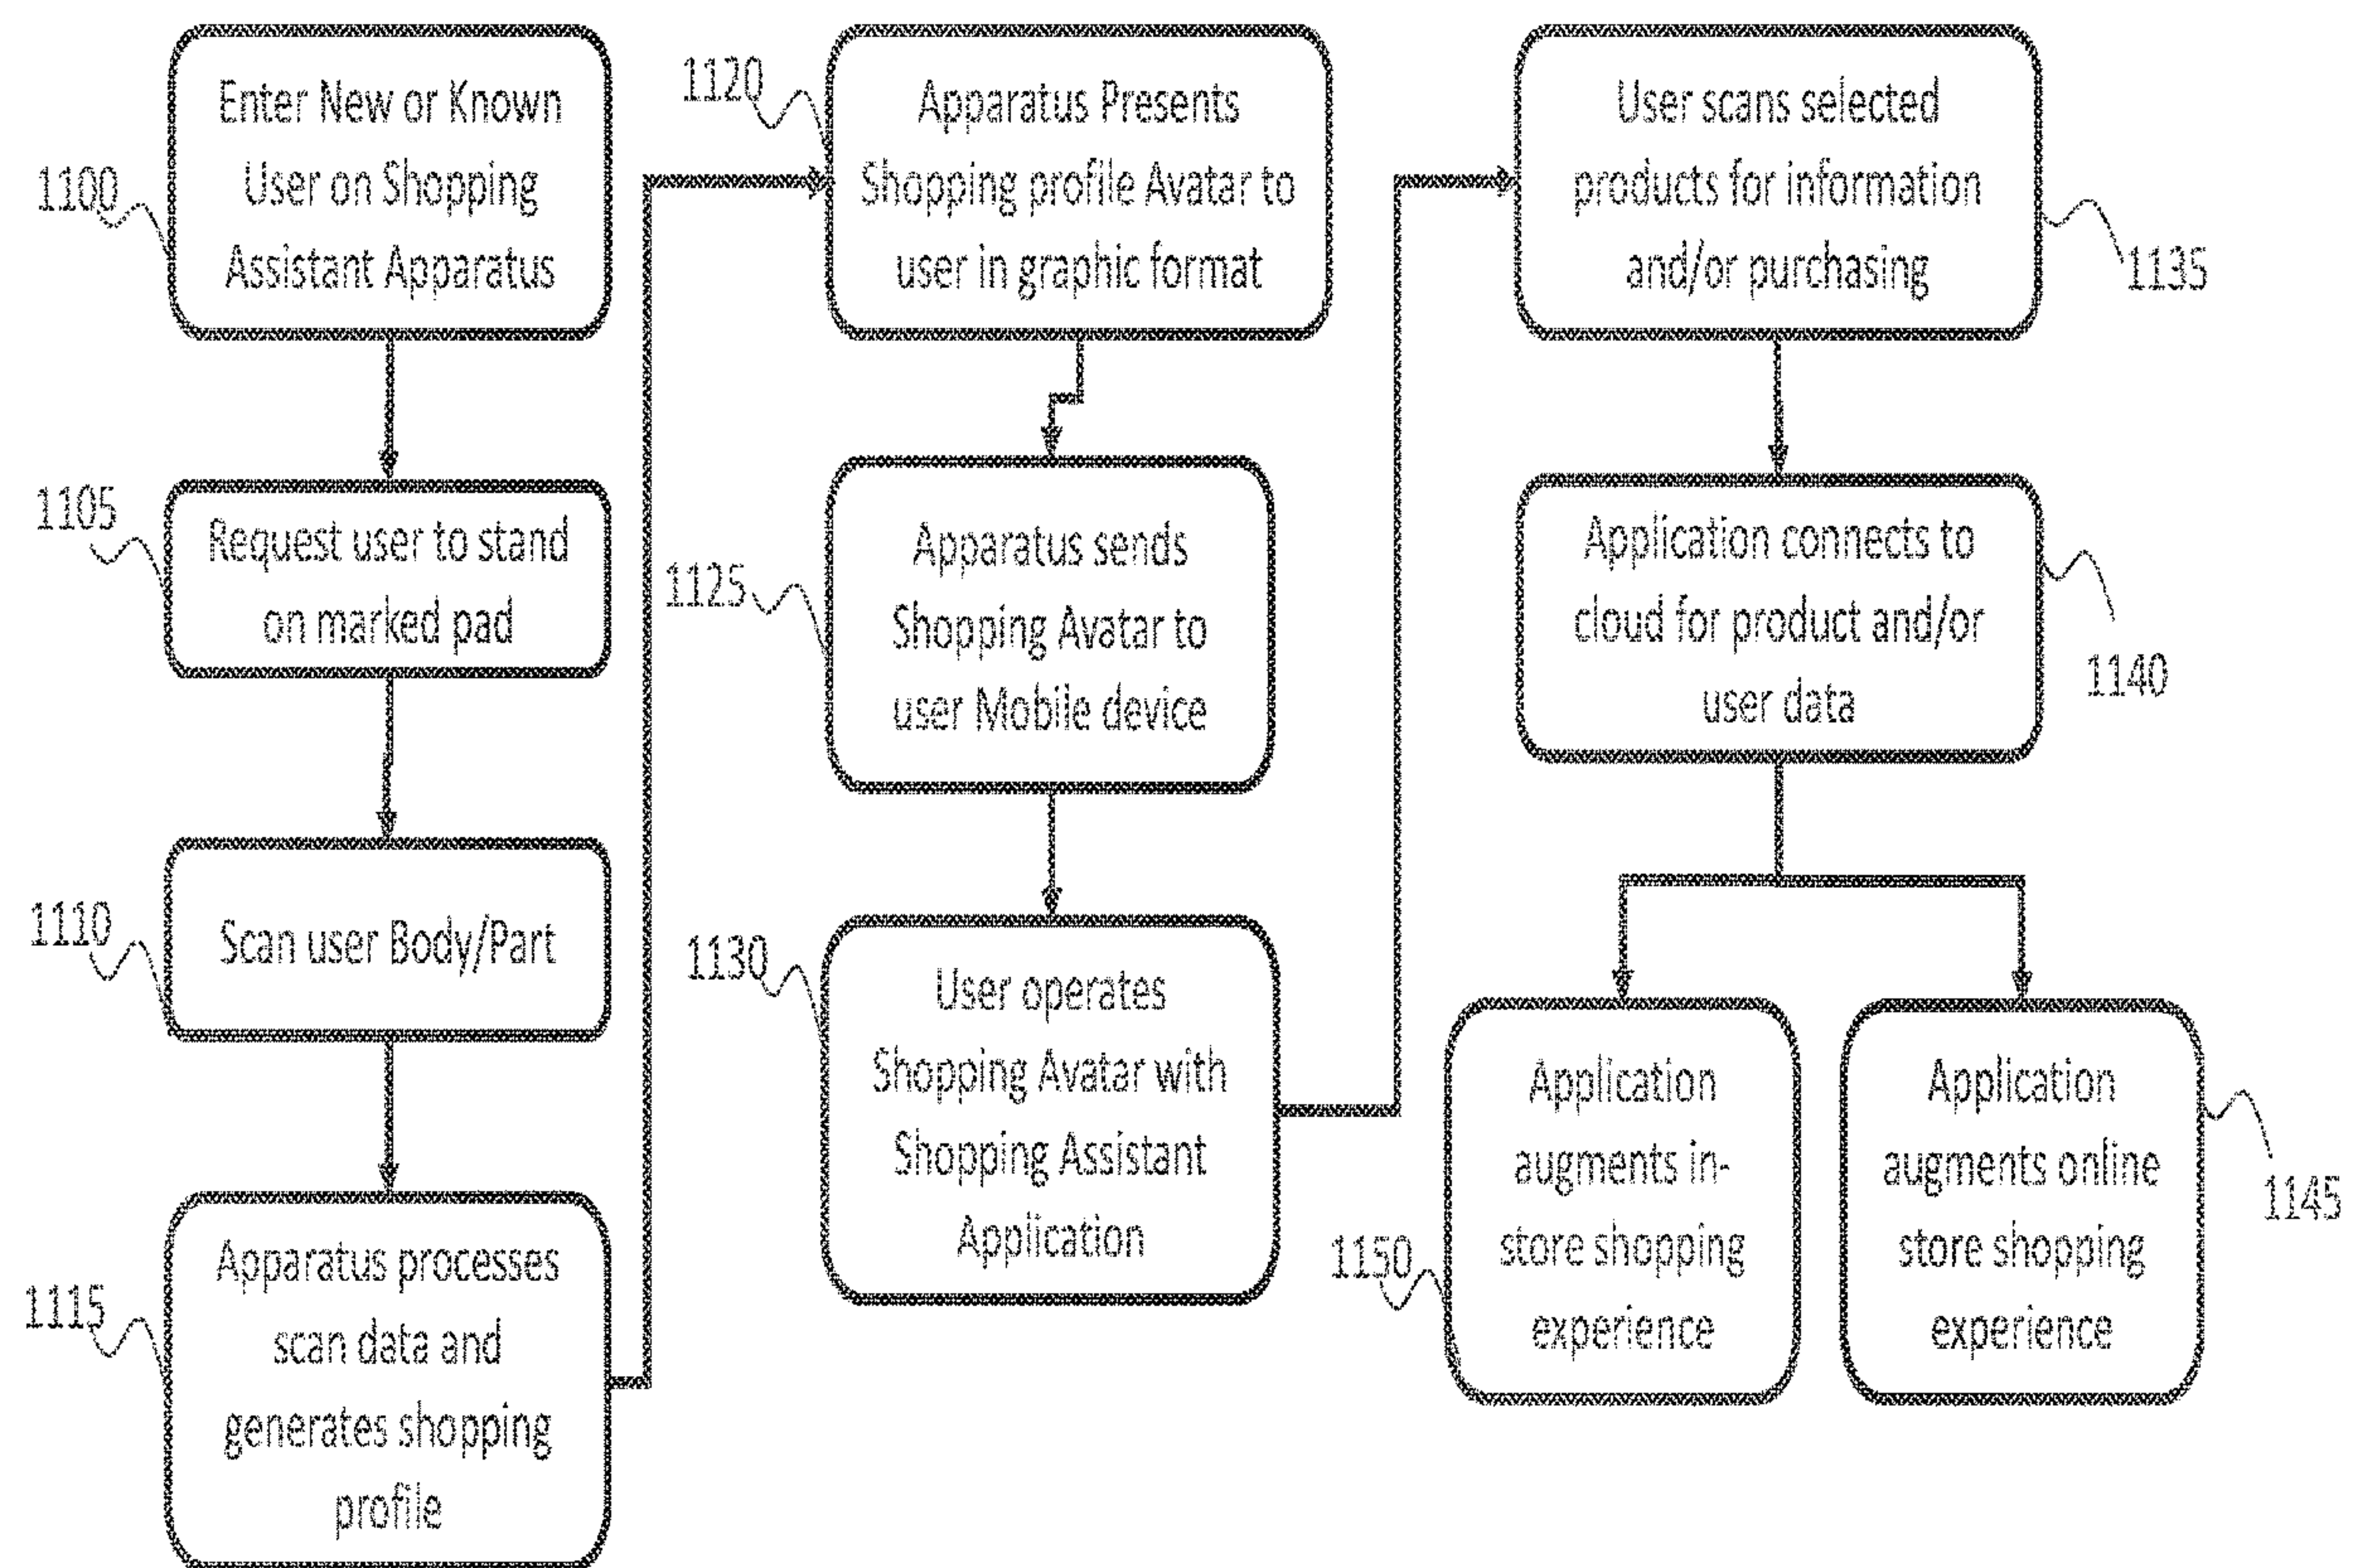 1100
Enter New or Known
User on Shopping
Assistant Apparatus
1105
Request user to stand
on marked pad
1110
Scan user Body/Part
1115
Apparatus processes
scan data and
generates shopping
profile
1120
Apparatus Presents
Shopping profile Avatar to
user in graphic format
1125
Apparatus sends
Shopping Avatar to
user Mobile device
1130
User operates
Shopping Avatar with
Shopping Assistant
Application
User scans selected
products for information
and/or purchasing
1135
Application connects to
cloud for product and/or
user data
1140
1150
Application
augments in-
store shopping
experience
Application
augments online
store shopping
experience
1145